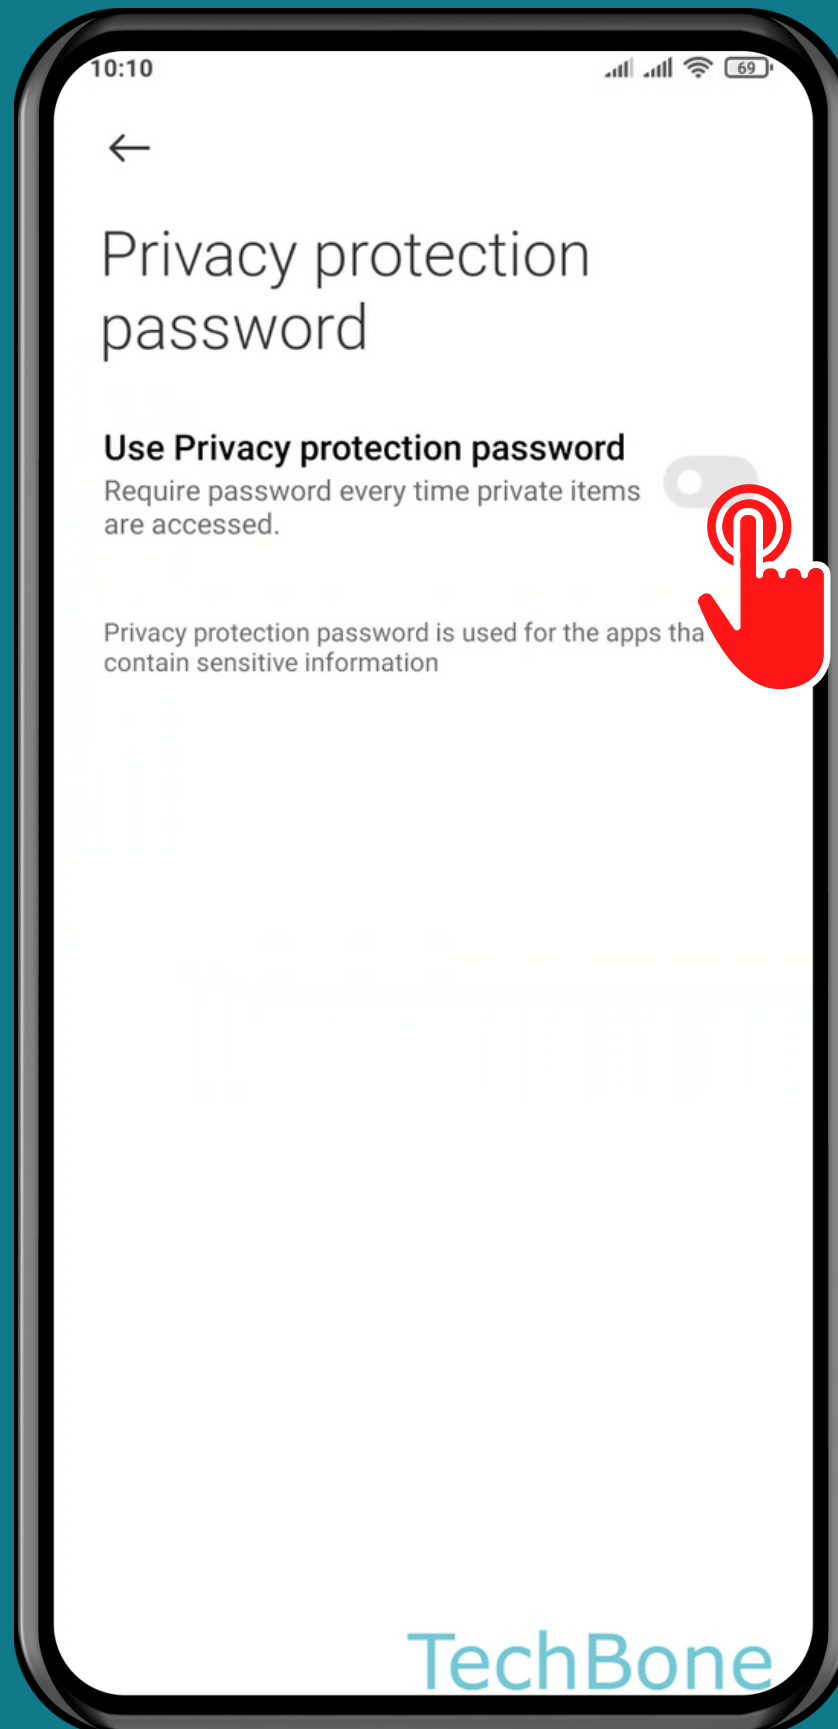 10:10
69
Privacy protection
password
Use Privacy protection password
Require password every time private items
are accessed.
Privacy protection password is used for the apps tha
contain sensitive information
TechBone